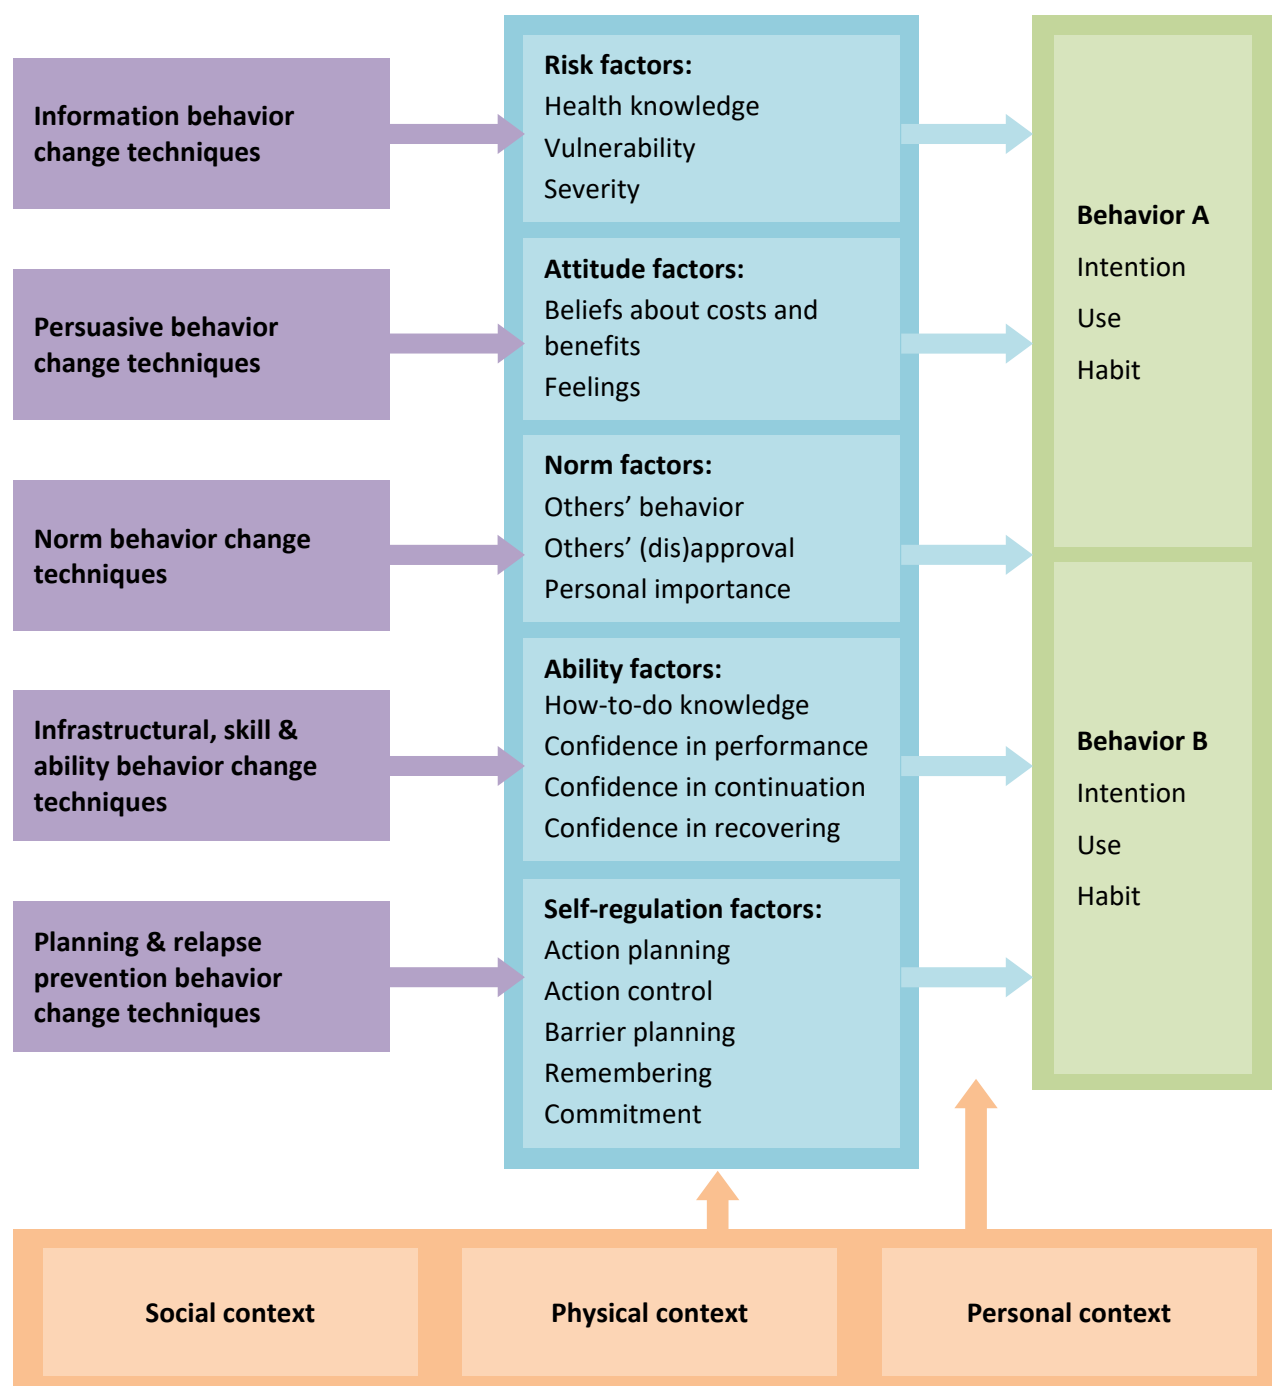 Information behavior
change techniques
Persuasive behavior
change techniques
Norm behavior change
techniques
Infrastructural, skill &
ability behavior change
techniques
Planning & relapse
prevention behavior
change techniques
Risk factors:
Health knowledge
Vulnerability
Severity
Attitude factors:
Beliefs about costs and
benefits
Feelings
Norm factors:
Others’ behavior
Others’ (dis)approval
Personal importance
Ability factors:
How-to-do knowledge
Confidence in performance
Confidence in continuation
Confidence in recovering
Self-regulation factors:
Action planning
Action control
Barrier planning
Remembering
Commitment
Behavior A
Intention
Use
Habit
Behavior B
Intention
Use
Habit
Social context
Physical context
Personal context